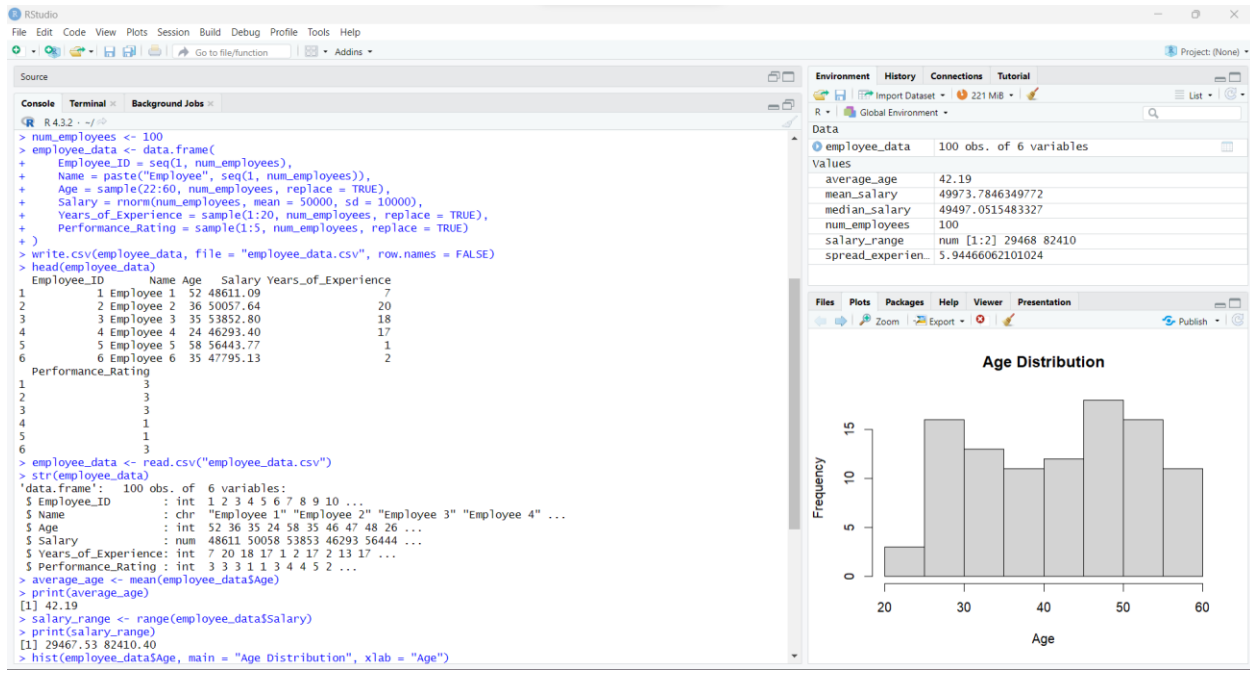 RStudio
File Edit Code View Plots Session Build Debug Profile Tools Help
Go to file/function Addins
Project: (None)
Source
Console Terminal Background Jobs
R 4.3.2 · ~/
> num_employees <- 100
> employee_data <- data.frame(
+     Employee_ID = seq(1, num_employees),
+     Name = paste("Employee", seq(1, num_employees)),
+     Age = sample(22:60, num_employees, replace = TRUE),
+     Salary = rnorm(num_employees, mean = 50000, sd = 10000),
+     Years_of_Experience = sample(1:20, num_employees, replace = TRUE),
+     Performance_Rating = sample(1:5, num_employees, replace = TRUE)
+ )
> write.csv(employee_data, file = "employee_data.csv", row.names = FALSE)
> head(employee_data)
  Employee_ID       Name Age   Salary Years_of_Experience
1           1 Employee 1  52 48611.09                   7
2           2 Employee 2  36 50057.64                  20
3           3 Employee 3  35 53852.80                  18
4           4 Employee 4  24 46293.40                  17
5           5 Employee 5  58 56443.77                   1
6           6 Employee 6  35 47795.13                   2
  Performance_Rating
1                  3
2                  3
3                  3
4                  1
5                  1
6                  3
> employee_data <- read.csv("employee_data.csv")
> str(employee_data)
'data.frame':   100 obs. of  6 variables:
 $ Employee_ID        : int  1 2 3 4 5 6 7 8 9 10 ...
 $ Name               : chr  "Employee 1" "Employee 2" "Employee 3" "Employee 4" ...
 $ Age                : int  52 36 35 24 58 35 46 47 48 26 ...
 $ Salary             : num  48611 50058 53853 46293 56444 ...
 $ Years_of_Experience: int  7 20 18 17 1 2 17 2 13 17 ...
 $ Performance_Rating : int  3 3 3 1 1 3 4 4 5 2 ...
> average_age <- mean(employee_data$Age)
> print(average_age)
[1] 42.19
> salary_range <- range(employee_data$Salary)
> print(salary_range)
[1] 29467.53 82410.40
> hist(employee_data$Age, main = "Age Distribution", xlab = "Age")
Environment History Connections Tutorial
Import Dataset 221 MiB List
R Global Environment
Data
employee_data 100 obs. of 6 variables
Values
average_age 42.19
mean_salary 49973.7846349772
median_salary 49497.0515483327
num_employees 100
salary_range num [1:2] 29468 82410
spread_experien… 5.94466062101024
Files Plots Packages Help Viewer Presentation
Zoom Export Publish
Age Distribution
Frequency
15
10
5
0
20 30 40 50 60
Age